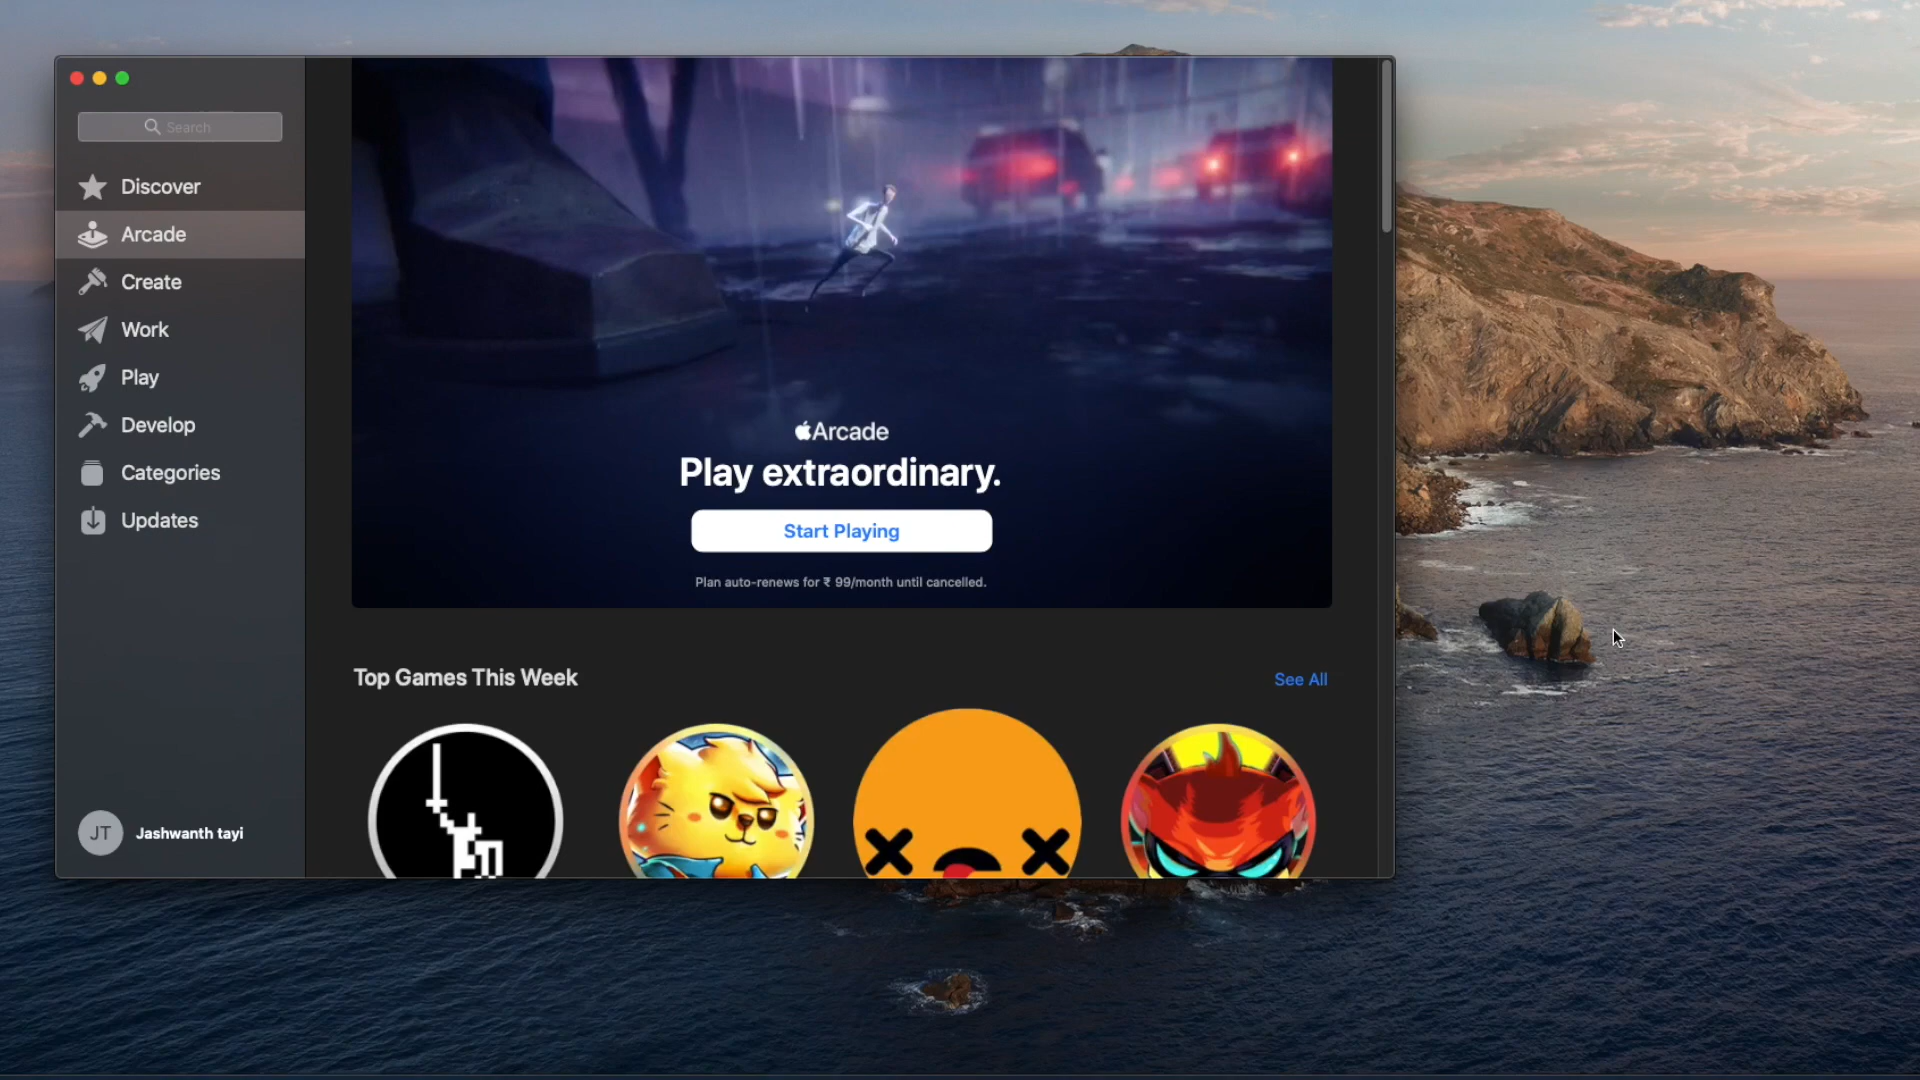 Search
Discover
Arcade
Create
Work
Play
Develop
Categories
Updates
JT
Jashwanth tayi
Arcade
Play extraordinary.
Start Playing
Plan auto-renews for ₹ 99/month until cancelled.
Top Games This Week
See All